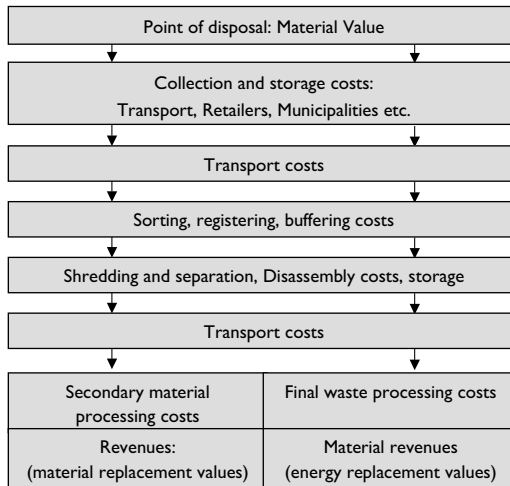 Point of disposal: Material Value
Collection and storage costs:
Transport, Retailers, Municipalities etc.
Transport costs
Sorting, registering, buffering costs
Shredding and separation, Disassembly costs, storage
Transport costs
Secondary material
processing costs
Final waste processing costs
Revenues:
(material replacement values)
Material revenues
(energy replacement values)